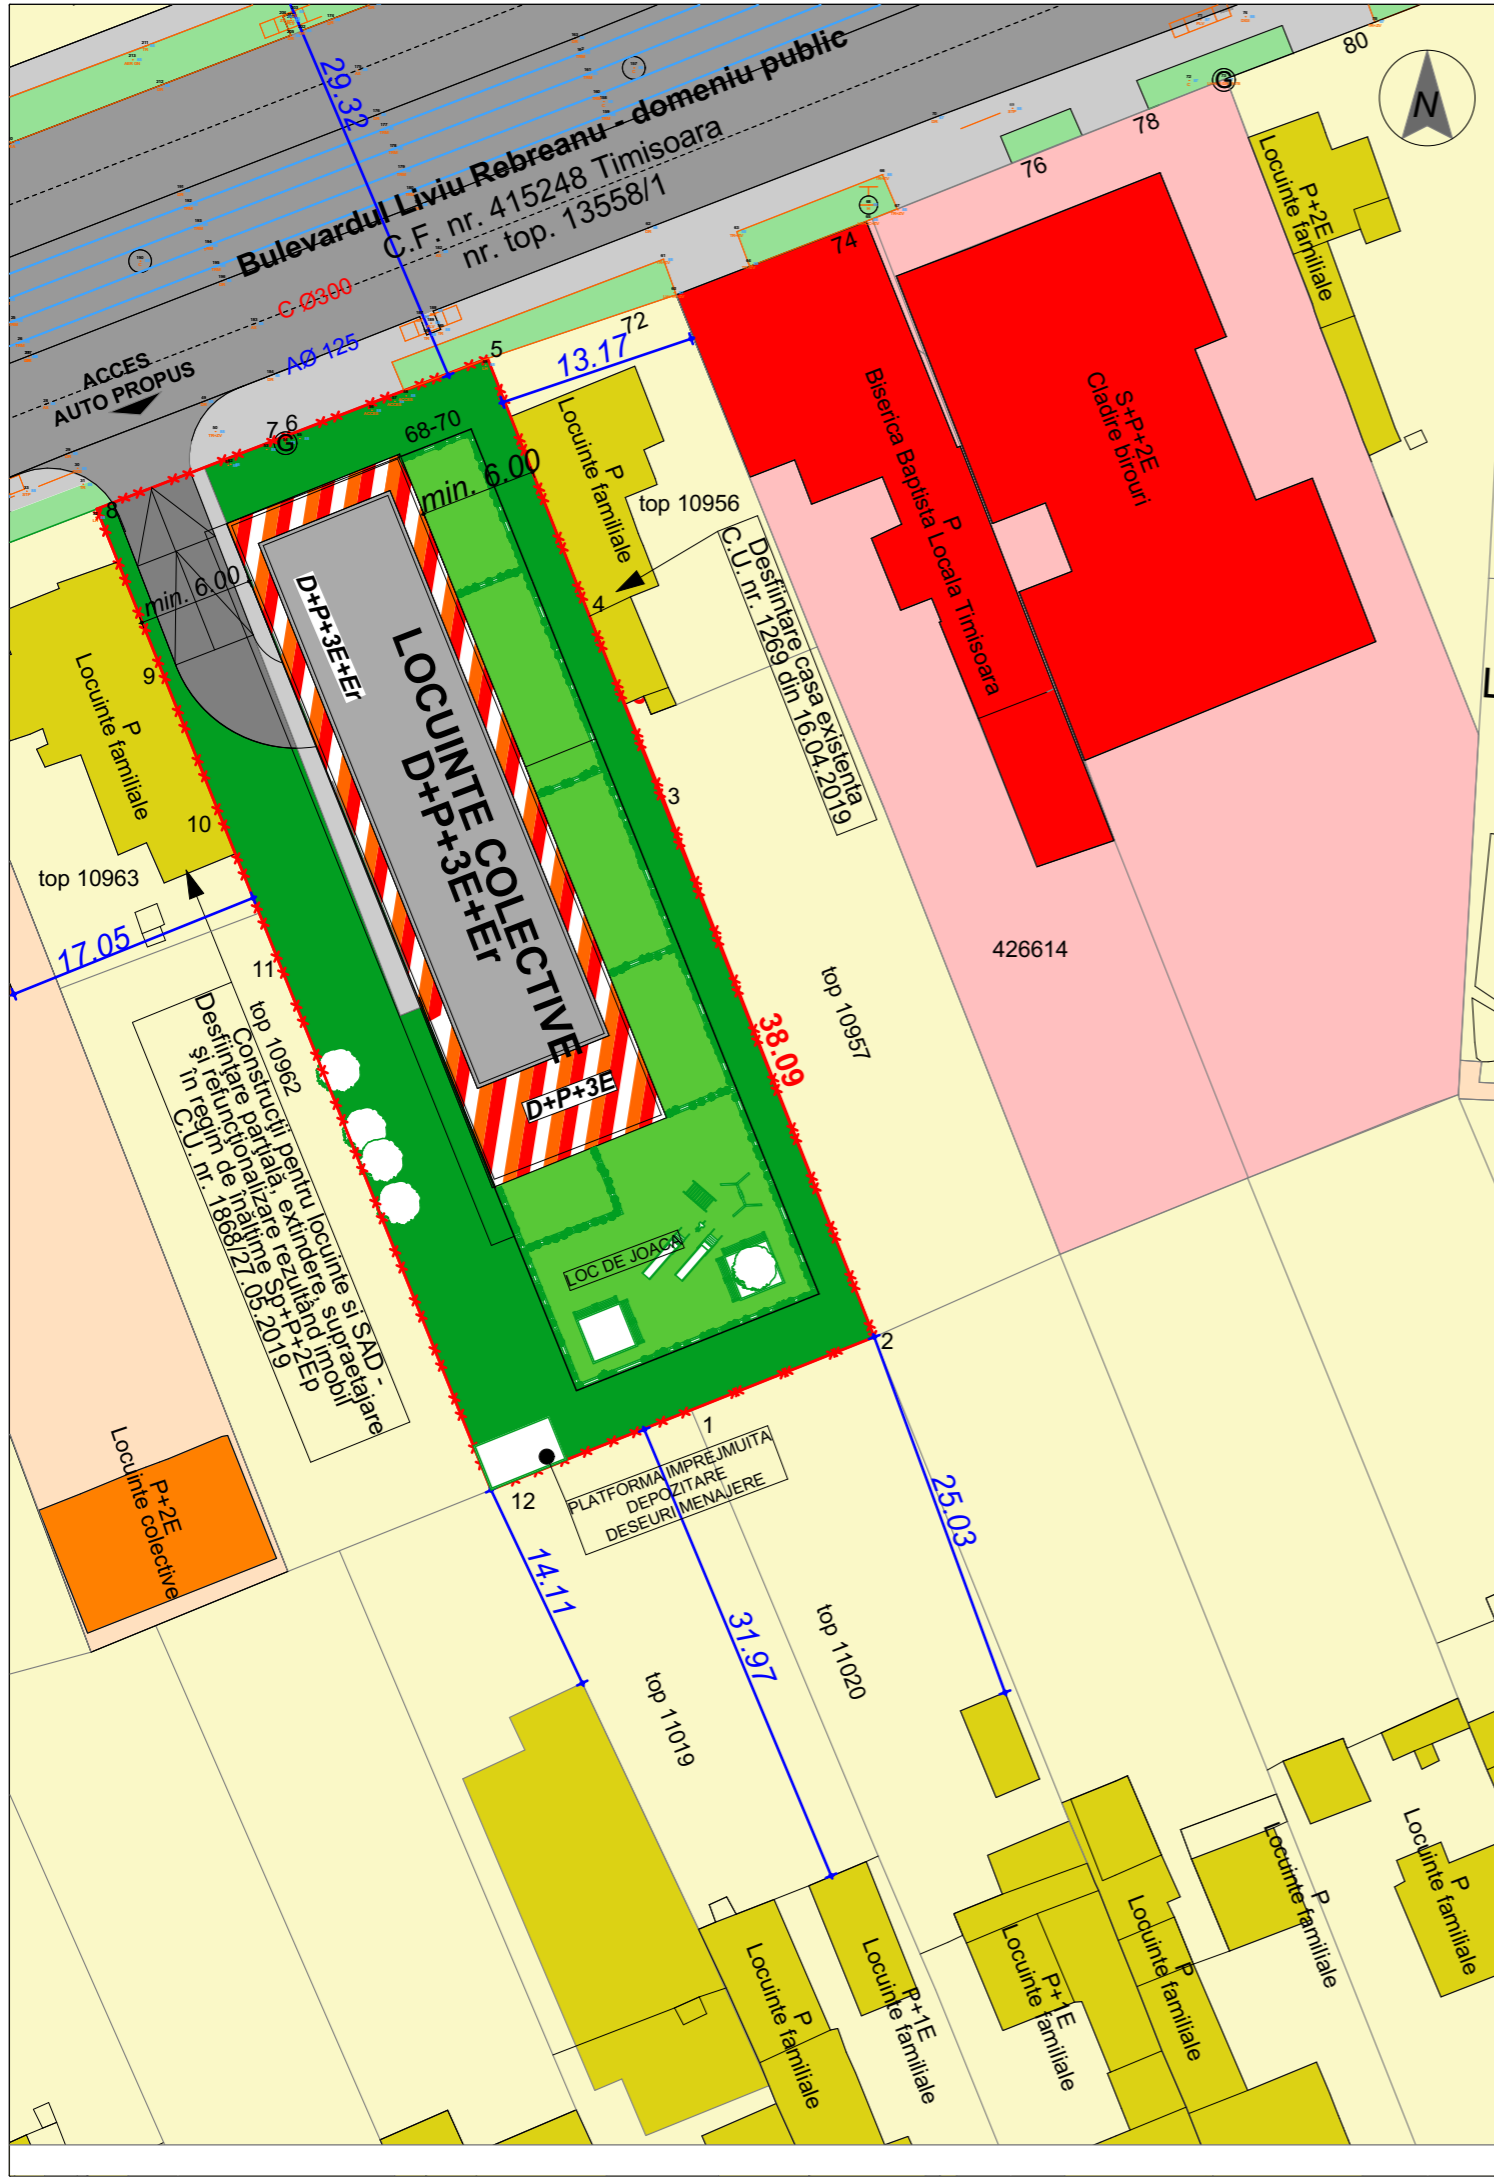 80
78
76
74
72
N
29.32
Bulevardul Liviu Rebreanu - domeniu public
C.F. nr. 415248 Timisoara
nr. top. 13558/1
C Ø300
AØ 125
ACCES
AUTO PROPUS
G
G
5
13.17
7
6
68-70
8
min. 6.00
min. 6.00
P
Locuinte familiale
top 10956
P+2E
Locuinte familiale
S+P+2E
Cladire birouri
P
Biserica Baptista Locala Timisoara
Desfiintare casa existenta
C.U. nr. 1269 din 16.04.2019
4
9
3
10
11
D+P+3E+Er
LOCUINTE COLECTIVE
D+P+3E+Er
D+P+3E
P
Locuinte familiale
top 10963
17.05
426614
top 10957
38.09
top 10962
Construcţii pentru locuinte si SAD -
Desfiinţare parţială, extindere, supraetajare
şi refuncţionalizare rezultând imobil
în regim de înălţime Sp+P+2Ep
C.U. nr. 1868/27.05.2019
LOC DE JOACA
2
1
12
PLATFORMA IMPREJMUITA
DEPOZITARE
DESEURI MENAJERE
P+2E
Locuinte colective
14.11
31.97
25.03
top 11019
top 11020
P
Locuinte familiale
P+1E
Locuinte familiale
P+1E
Locuinte familiale
P
Locuinte familiale
P
Locuinte familiale
P
Locuinte familiale